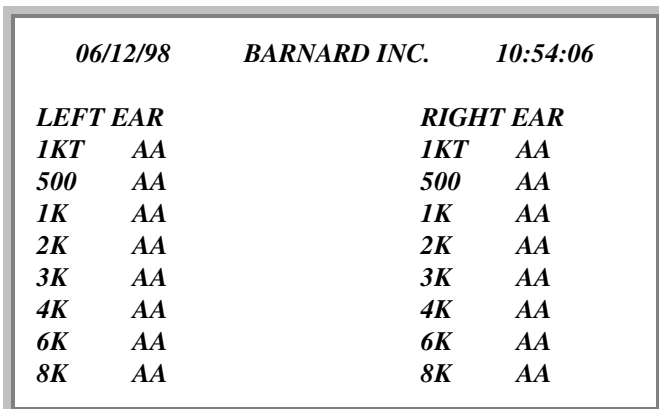 06/12/98 BARNARD INC. 10:54:06
LEFT EAR RIGHT EAR
1KT AA 1KT AA
500 AA 500 AA
1K AA 1K AA
2K AA 2K AA
3K AA 3K AA
4K AA 4K AA
6K AA 6K AA
8K AA 8K AA